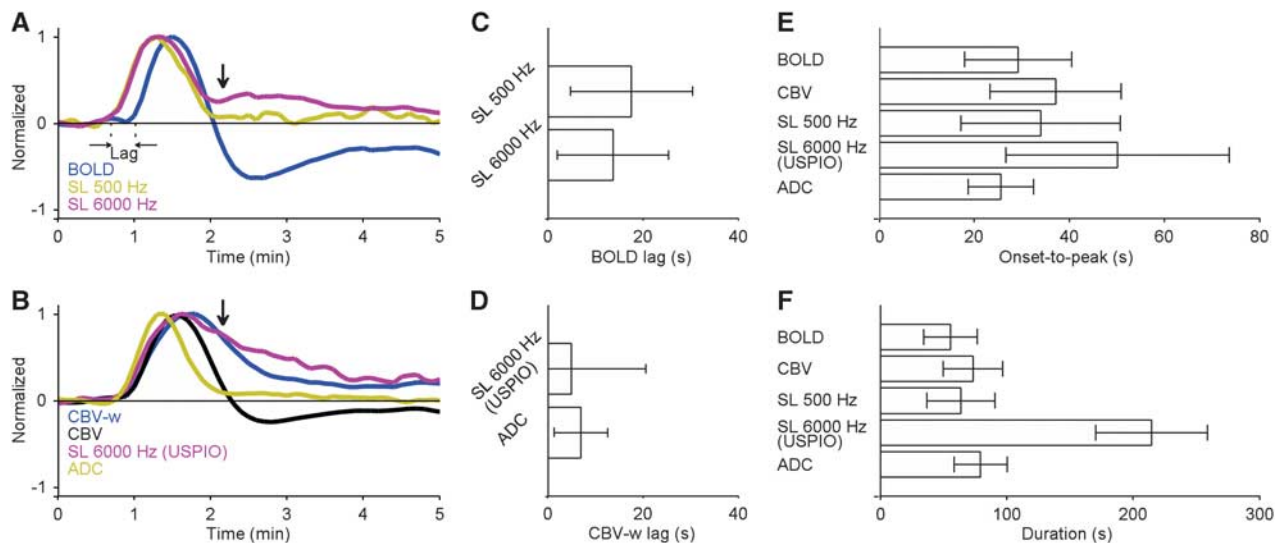 A
Normalized
1
0
-1
Lag
BOLD
SL 500 Hz
SL 6000 Hz
0 1 2 3 4 5
Time (min)
B
Normalized
1
0
-1
CBV-w
CBV
SL 6000 Hz (USPIO)
ADC
0 1 2 3 4 5
Time (min)
C
SL 500 Hz
SL 6000 Hz
0 20 40
BOLD lag (s)
D
SL 6000 Hz
(USPIO)
ADC
0 20 40
CBV-w lag (s)
E
BOLD
CBV
SL 500 Hz
SL 6000 Hz
(USPIO)
ADC
0 20 40 60 80
Onset-to-peak (s)
F
BOLD
CBV
SL 500 Hz
SL 6000 Hz
(USPIO)
ADC
0 100 200 300
Duration (s)